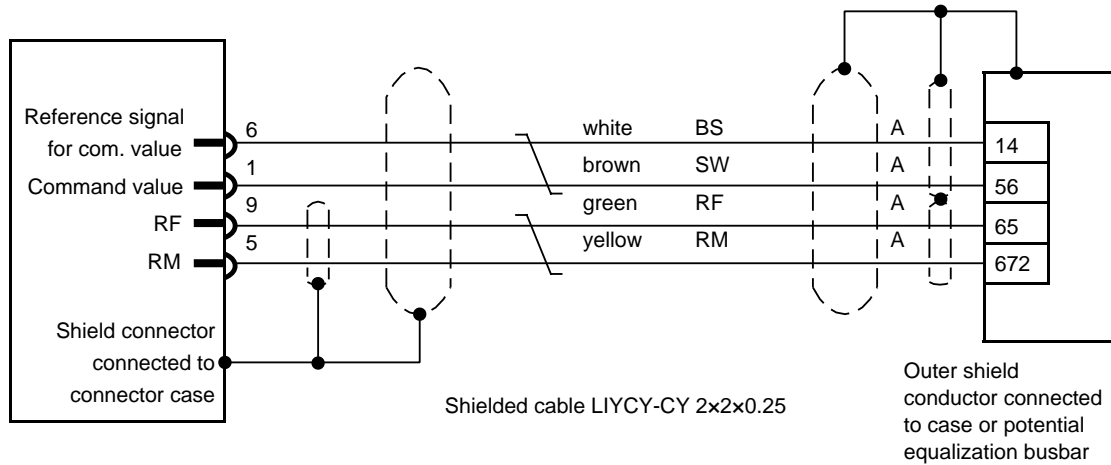 Reference signal
for com. value
Command value
RF
RM
6
1
9
5
white BS A
brown SW A
green RF A
yellow RM A
14
56
65
672
Shield connector
connected to
connector case
Shielded cable LIYCY-CY 2×2×0.25
Outer shield
conductor connected
to case or potential
equalization busbar